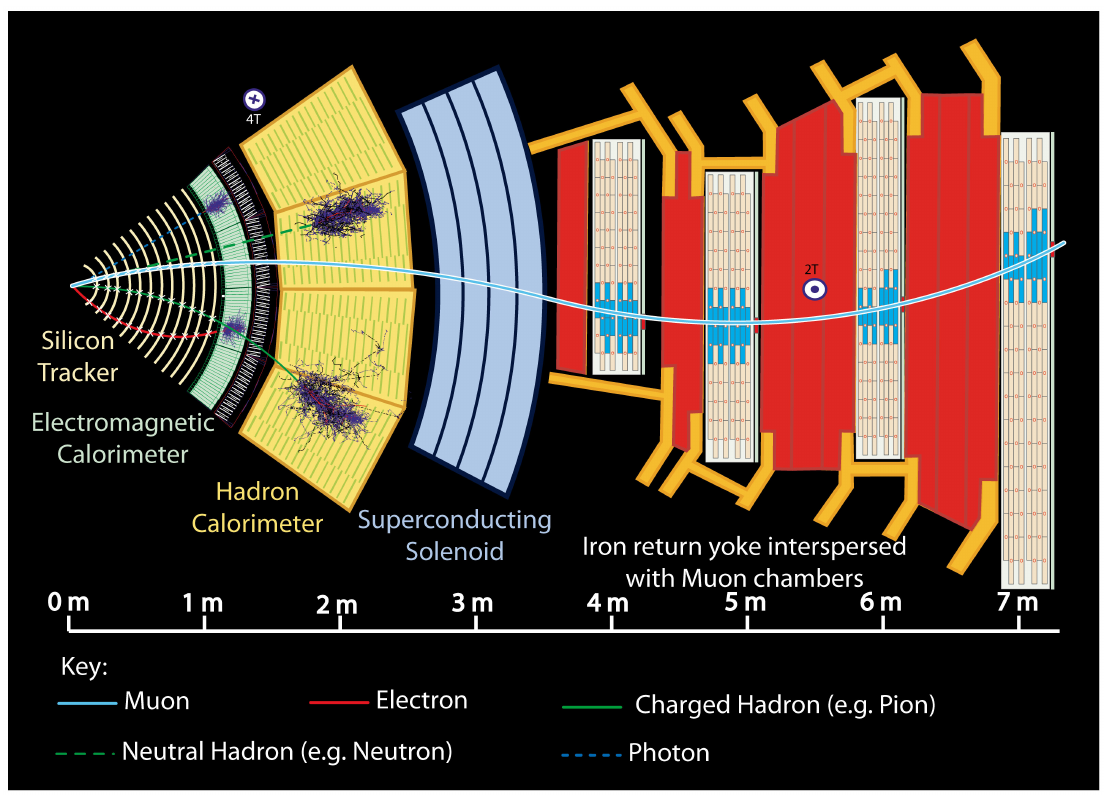 4T
2T
Silicon
Tracker
Electromagnetic
Calorimeter
Hadron
Calorimeter
Superconducting
Solenoid
Iron return yoke interspersed
with Muon chambers
0 m 1 m 2 m 3 m 4 m 5 m 6 m 7 m
Key:
Muon Electron Charged Hadron (e.g. Pion)
Neutral Hadron (e.g. Neutron) Photon